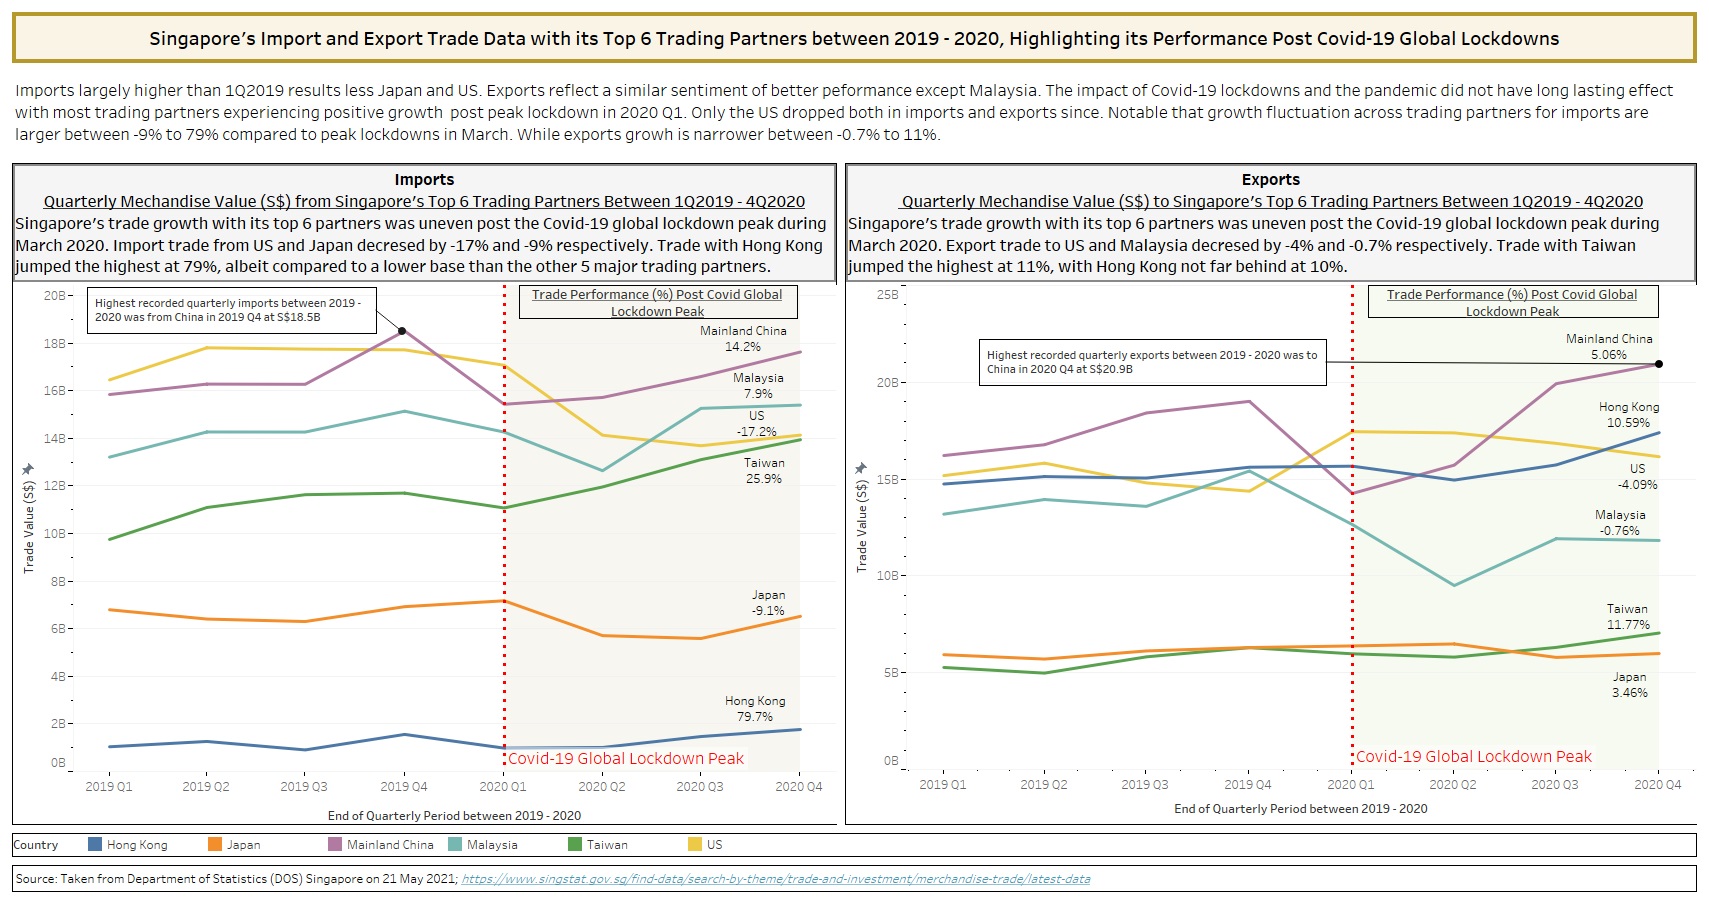 Singapore's Import and Export Trade Data with its Top 6 Trading Partners between 2019 - 2020, Highlighting its Performance Post Covid-19 Global Lockdowns
Imports largely higher than 1Q2019 results less Japan and US. Exports reflect a similar sentiment of better peformance except Malaysia. The impact of Covid-19 lockdowns and the pandemic did not have long lasting effect
with most trading partners experiencing positive growth  post peak lockdown in 2020 Q1. Only the US dropped both in imports and exports since. Notable that growth fluctuation across trading partners for imports are
larger between -9% to 79% compared to peak lockdowns in March. While exports growh is narrower between -0.7% to 11%.
Imports
Quarterly Mechandise Value (S$) from Singapore's Top 6 Trading Partners Between 1Q2019 - 4Q2020
Singapore's trade growth with its top 6 partners was uneven post the Covid-19 global lockdown peak during
March 2020. Import trade from US and Japan decresed by -17% and -9% respectively. Trade with Hong Kong
jumped the highest at 79%, albeit compared to a lower base than the other 5 major trading partners.
Trade Performance (%) Post Covid Global
Lockdown Peak
Highest recorded quarterly imports between 2019 -
2020 was from China in 2019 Q4 at S$18.5B
20B
18B
16B
14B
12B
10B
8B
6B
4B
2B
0B
Trade Value (S$)
Mainland China
14.2%
Malaysia
7.9%
US
-17.2%
Taiwan
25.9%
Japan
-9.1%
Hong Kong
79.7%
Covid-19 Global Lockdown Peak
2019 Q1
2019 Q2
2019 Q3
2019 Q4
2020 Q1
2020 Q2
2020 Q3
2020 Q4
End of Quarterly Period between 2019 - 2020
Exports
Quarterly Mechandise Value (S$) to Singapore's Top 6 Trading Partners Between 1Q2019 - 4Q2020
Singapore's trade growth with its top 6 partners was uneven post the Covid-19 global lockdown peak during
March 2020. Export trade to US and Malaysia decresed by -4% and -0.7% respectively. Trade with Taiwan
jumped the highest at 11%, with Hong Kong not far behind at 10%.
Trade Performance (%) Post Covid Global
Lockdown Peak
Highest recorded quarterly exports between 2019 - 2020 was to
China in 2020 Q4 at S$20.9B
25B
20B
15B
10B
5B
0B
Trade Value (S$)
Mainland China
5.06%
Hong Kong
10.59%
US
-4.09%
Malaysia
-0.76%
Taiwan
11.77%
Japan
3.46%
Covid-19 Global Lockdown Peak
2019 Q1
2019 Q2
2019 Q3
2019 Q4
2020 Q1
2020 Q2
2020 Q3
2020 Q4
End of Quarterly Period between 2019 - 2020
Country
Hong Kong
Japan
Mainland China
Malaysia
Taiwan
US
Source: Taken from Department of Statistics (DOS) Singapore on 21 May 2021; https://www.singstat.gov.sg/find-data/search-by-theme/trade-and-investment/merchandise-trade/latest-data